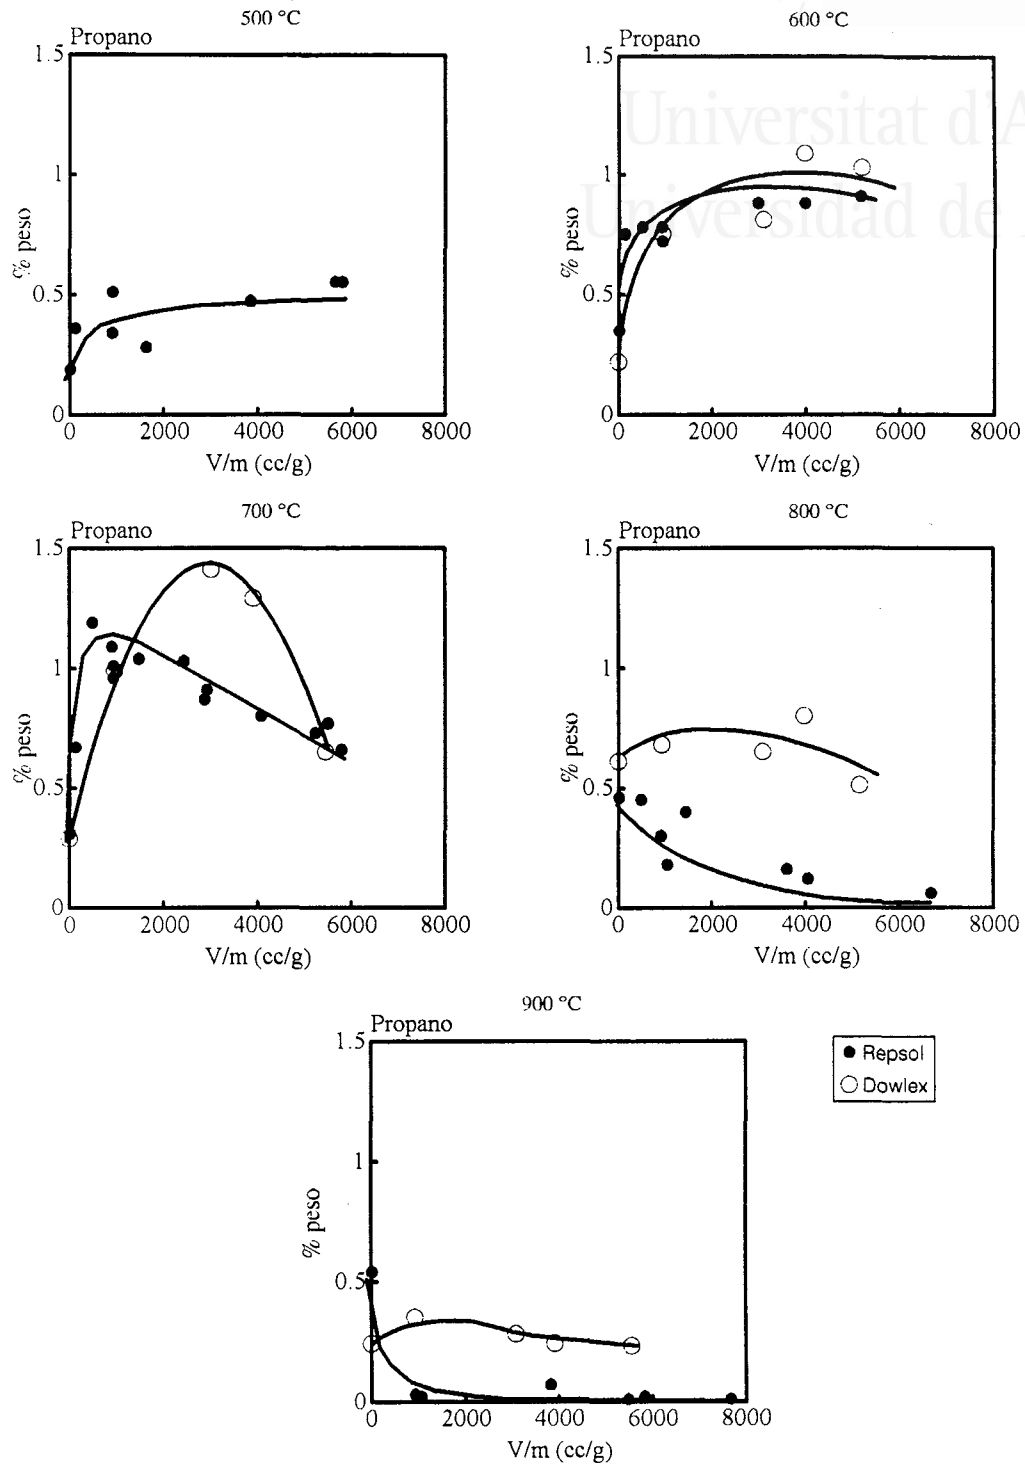 500 °C
600 °C
Propano
Propano
1.5
1
0.5
0
% peso
0 2000 4000 6000 8000
V/m (cc/g)
1.5
1
0.5
0
% peso
0 2000 4000 6000 8000
V/m (cc/g)
Universitat d'A
Universidad de A
700 °C
800 °C
Propano
Propano
1.5
1
0.5
0
% peso
0 2000 4000 6000 8000
V/m (cc/g)
1.5
1
0.5
0
% peso
0 2000 4000 6000 8000
V/m (cc/g)
900 °C
Propano
1.5
1
0.5
0
% peso
0 2000 4000 6000 8000
V/m (cc/g)
Repsol
Dowlex